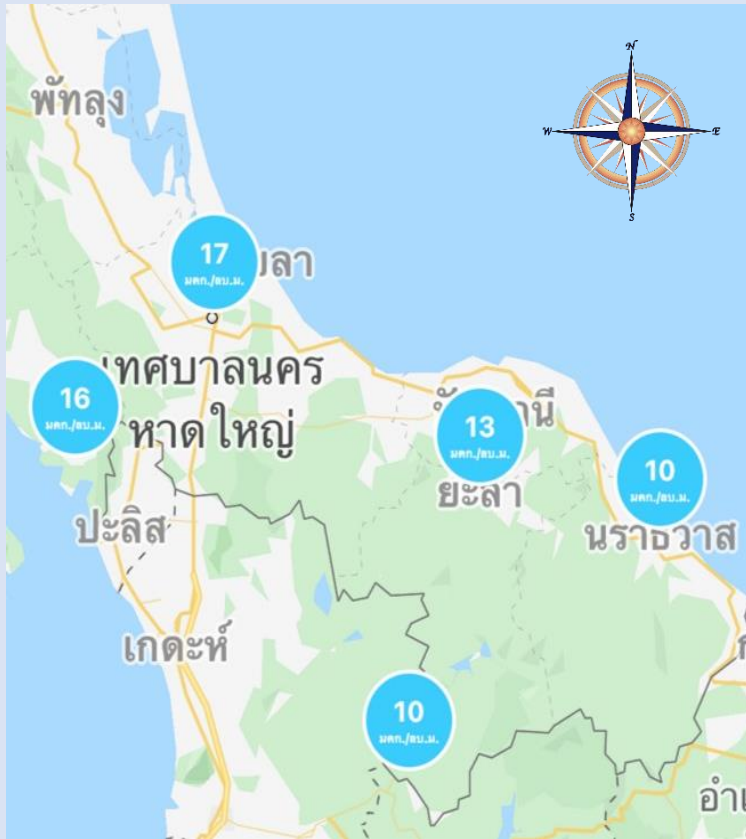 N
W
E
S
พัทลุง
17
มคก./ลบ.ม.
เทศบาลนคร
หาดใหญ่
16
มคก./ลบ.ม.
13
มคก./ลบ.ม.
ยะลา
10
มคก./ลบ.ม.
นราธิวาส
ปะลิส
เกดะห์
10
มคก./ลบ.ม.